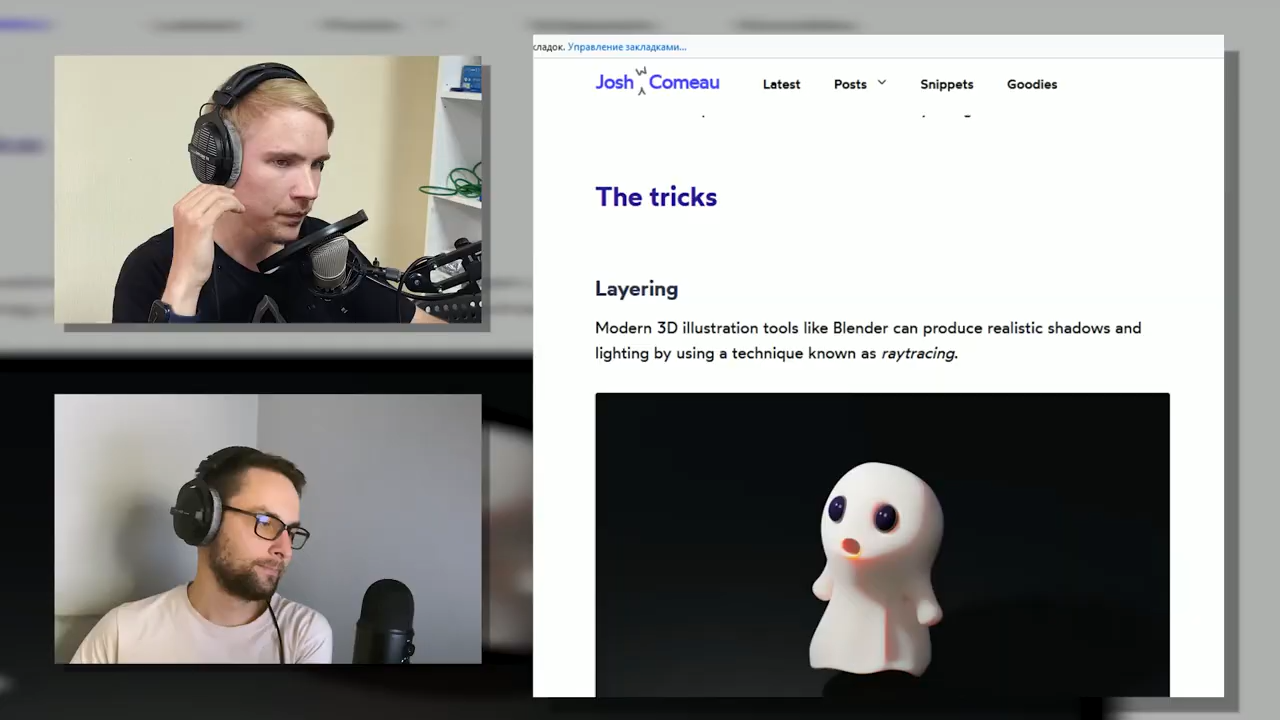 кладок. Управление закладками...
Josh W Comeau
Latest
Posts
Snippets
Goodies
The tricks
Layering
Modern 3D illustration tools like Blender can produce realistic shadows and
lighting by using a technique known as raytracing.